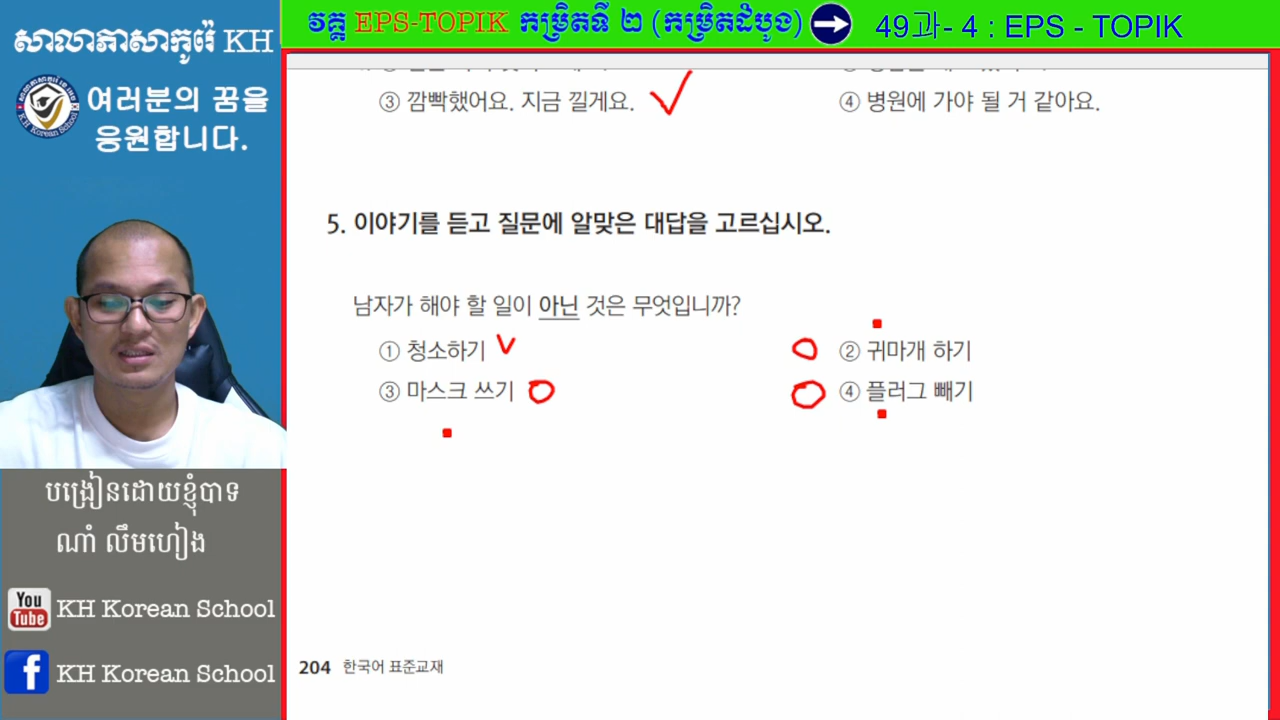 សាលាភាសាកូរ៉េ KH
여러분의 꿈을
응원합니다.
វគ្គ EPS-TOPIK កម្រិតទី ២ (កម្រិតដំបូង)
49과- 4 : EPS - TOPIK
③ 깜빡했어요. 지금 낄게요.
④ 병원에 가야 될 거 같아요.
5. 이야기를 듣고 질문에 알맞은 대답을 고르십시오.
남자가 해야 할 일이 아닌 것은 무엇입니까?
① 청소하기
② 귀마개 하기
③ 마스크 쓰기
④ 플러그 빼기
204 한국어 표준교재
បង្រៀនដោយខ្ញុំបាទ
ណាំ លឹមហៀង
You Tube KH Korean School
f KH Korean School